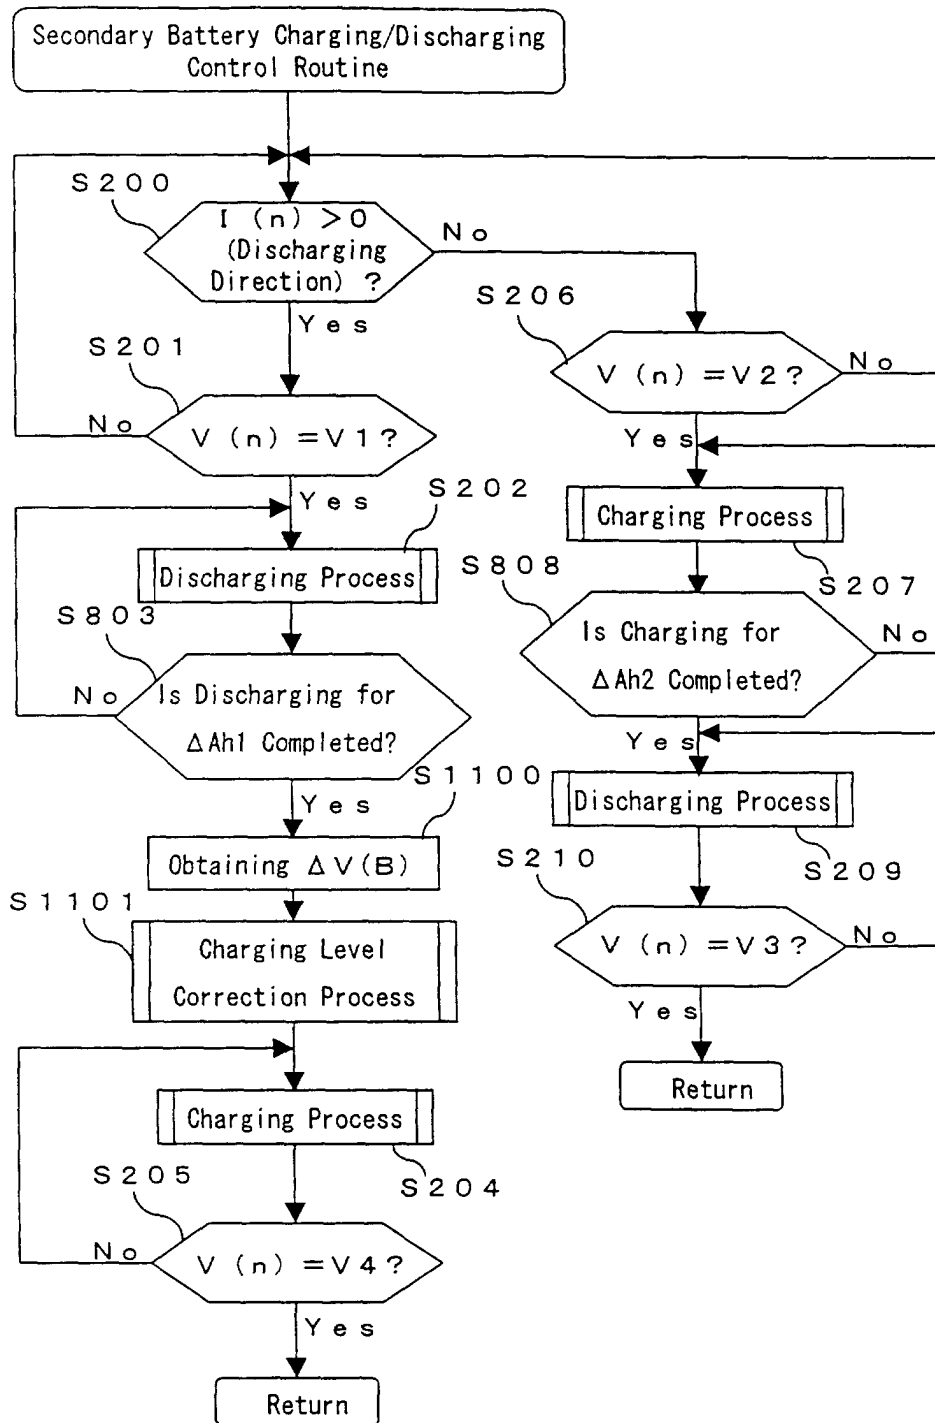 Secondary Battery Charging/Discharging
Control Routine
S200
I (n) >0
(Discharging
Direction) ?
No
Yes
S201
V (n) =V1?
No
Yes
S202
Discharging Process
S803
Is Discharging for
ΔAh1 Completed?
No
Yes
S1100
Obtaining ΔV(B)
S1101
Charging Level
Correction Process
Charging Process
S204
S205
V (n) =V4?
No
Yes
Return
S206
V (n) =V2?
No
Yes
Charging Process
S207
S808
Is Charging for
ΔAh2 Completed?
No
Yes
Discharging Process
S209
S210
V (n) =V3?
No
Yes
Return